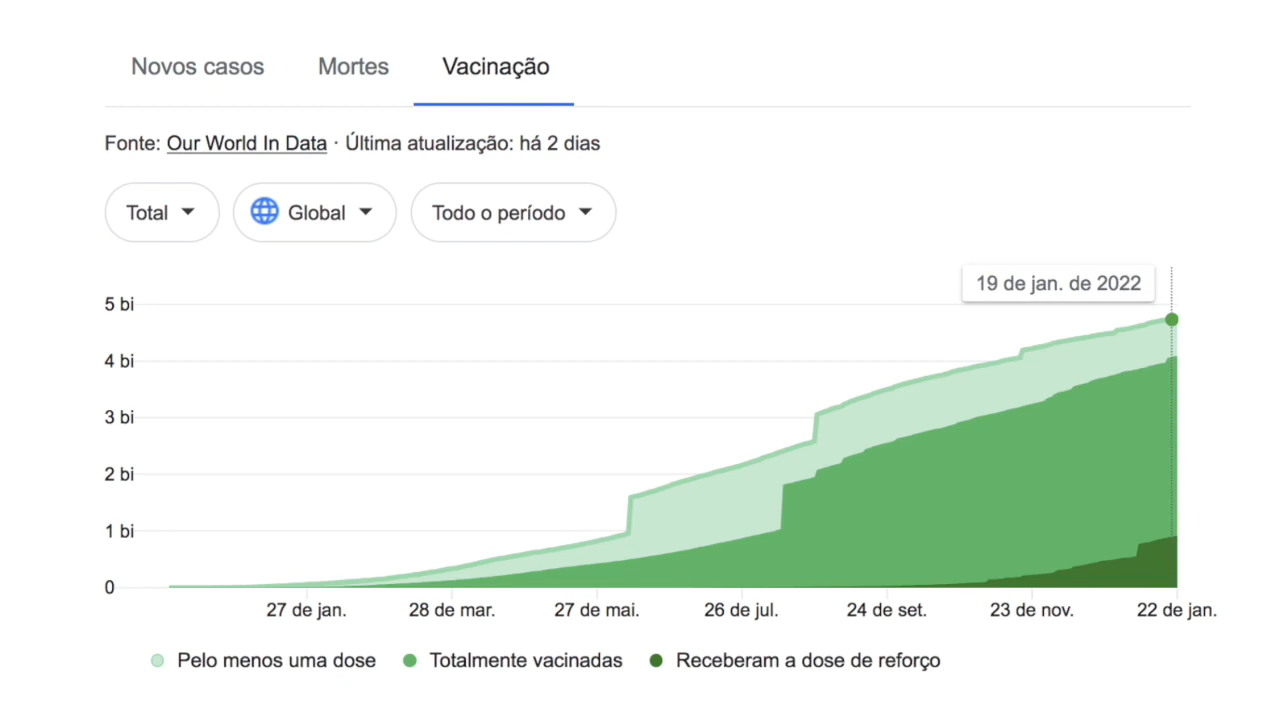 Novos casos Mortes Vacinação
Fonte: Our World In Data · Última atualização: há 2 dias
Total Global Todo o período
19 de jan. de 2022
5 bi
4 bi
3 bi
2 bi
1 bi
0
27 de jan. 28 de mar. 27 de mai. 26 de jul. 24 de set. 23 de nov. 22 de jan.
Pelo menos uma dose Totalmente vacinadas Receberam a dose de reforço